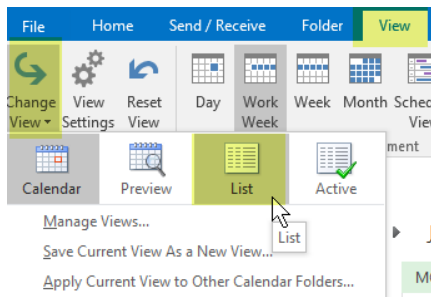 File Home Send / Receive Folder View
Change View View Settings Reset View Day Work Week Week Month
ment
Calendar Preview List Active
List
Manage Views...
Save Current View As a New View...
Apply Current View to Other Calendar Folders...